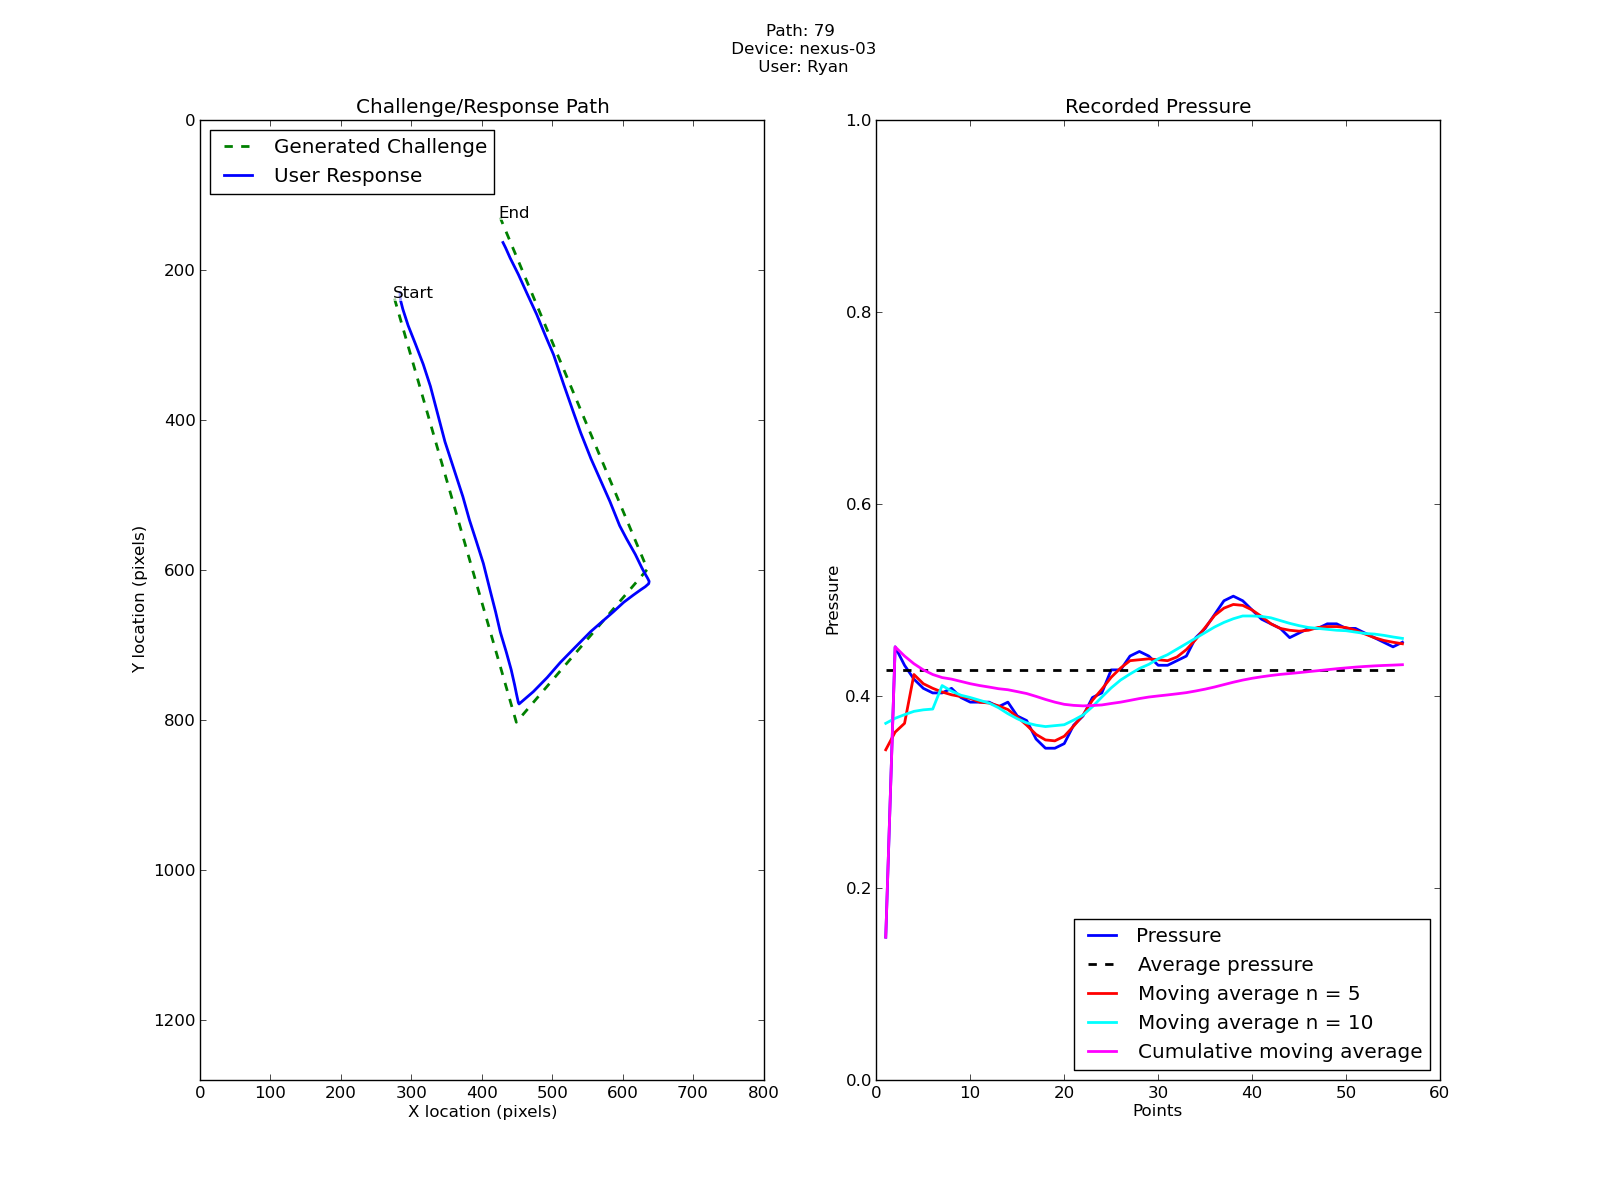 Path: 79
Device: nexus-03
User: Ryan
Challenge/Response Path
0
200
400
600
800
1000
1200
Y location (pixels)
Generated Challenge
User Response
End
Start
0 100 200 300 400 500 600 700 800
X location (pixels)
Recorded Pressure
1.0
0.8
0.6
0.4
0.2
0.0
Pressure
Pressure
Average pressure
Moving average n = 5
Moving average n = 10
Cumulative moving average
0 10 20 30 40 50 60
Points